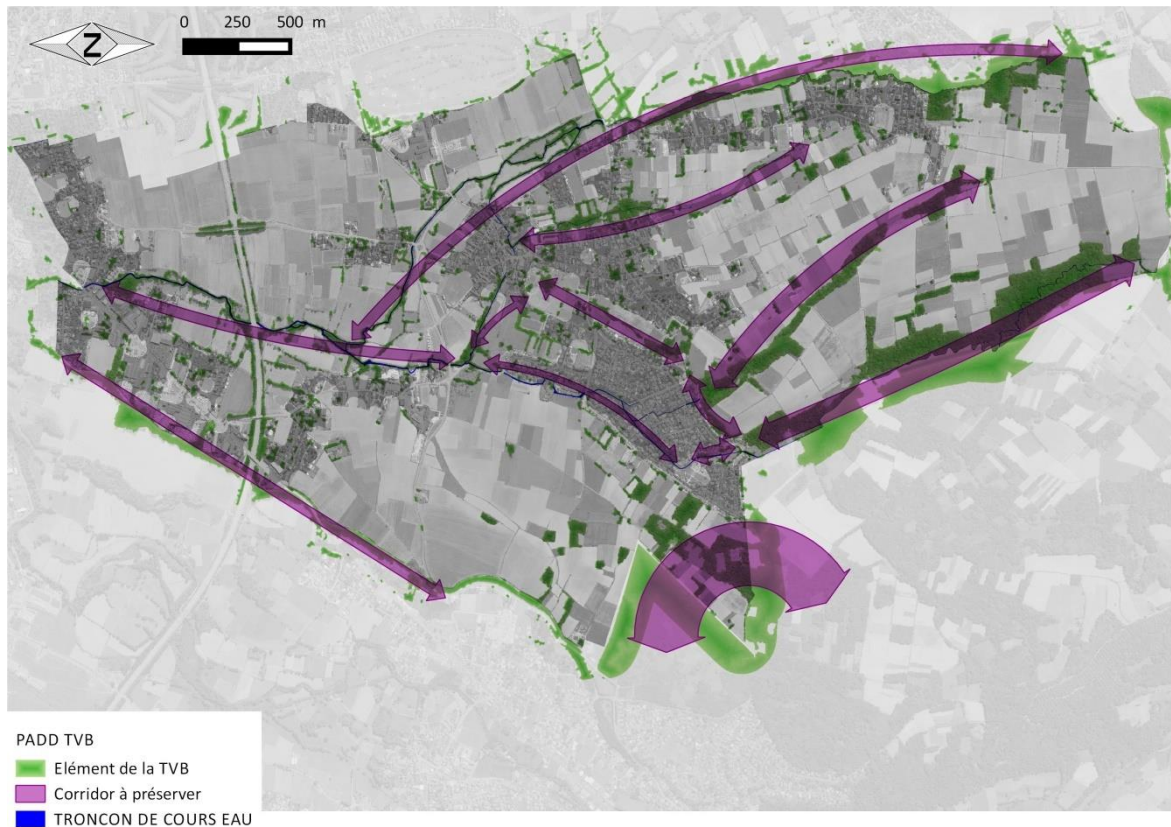 0 250 500 m
N
PADD TVB
Elément de la TVB
Corridor à préserver
TRONCON DE COURS EAU